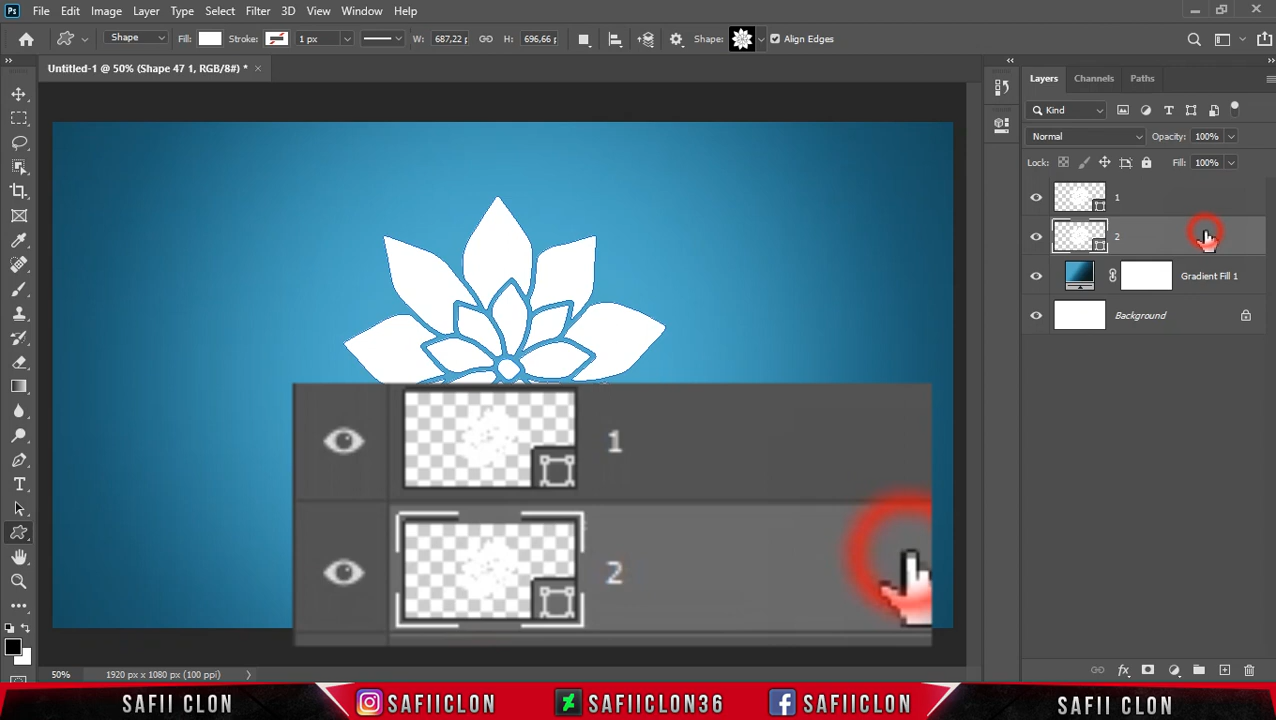 Ps File Edit Image Layer Type Select Filter 3D View Window Help
Shape Fill: Stroke: 1 px W: 687,22 p H: 696,66 p Shape: Align Edges
Untitled-1 @ 50% (Shape 47 1, RGB/8#) * ×
Layers Channels Paths
Kind
Normal Opacity: 100%
Lock: Fill: 100%
1
2
Gradient Fill 1
Background
1
2
50% 1920 px x 1080 px (100 ppi)
SAFII CLON SAFIICLON SAFIICLON36 SAFIICLON SAFII CLON